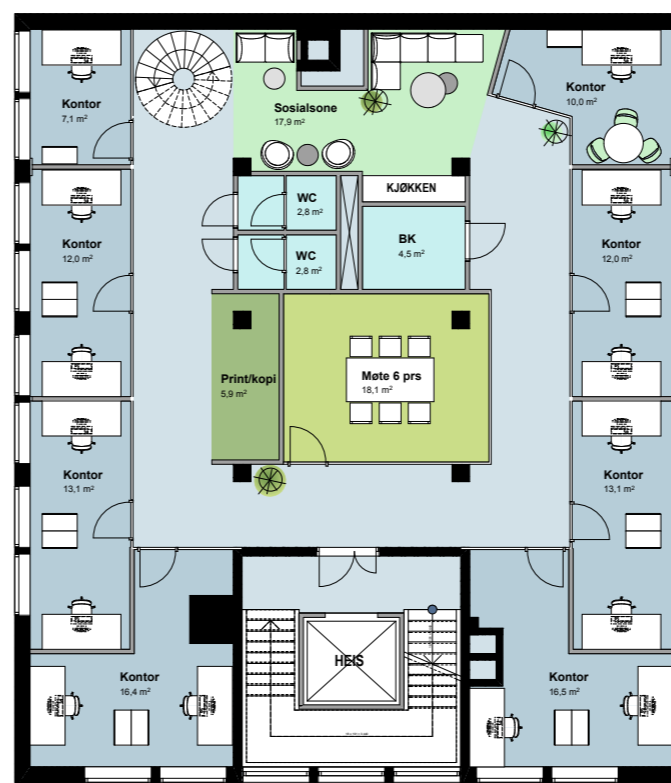 Kontor
7,1 m²
Sosialsone
17,9 m²
Kontor
10,0 m²
Kontor
12,0 m²
WC
2,8 m²
KJØKKEN
BK
4,5 m²
Kontor
12,0 m²
WC
2,8 m²
Print/kopi
5,9 m²
Møte 6 prs
18,1 m²
Kontor
13,1 m²
Kontor
13,1 m²
HEIS
Kontor
16,4 m²
Kontor
16,5 m²